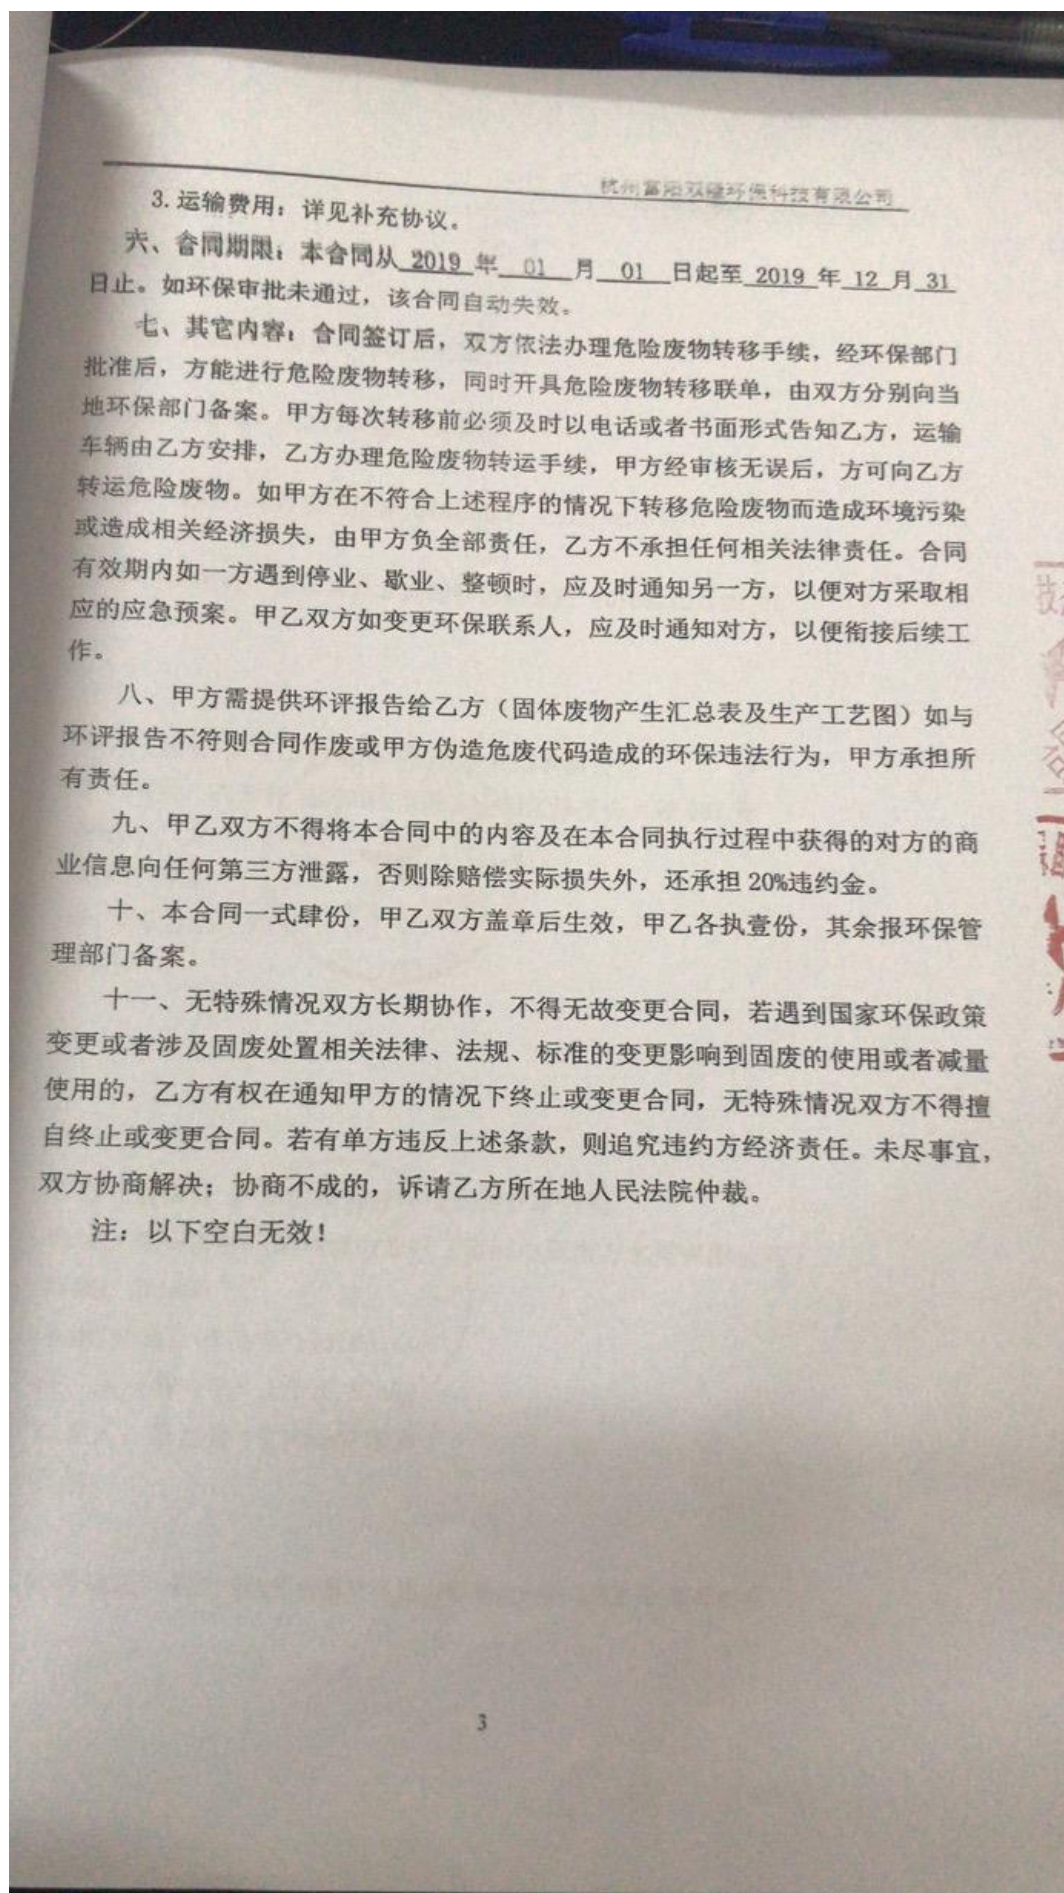 杭州富阳双隆环保科技有限公司
3.运输费用：详见补充协议。
六、合同期限：本合同从 2019 年 01 月 01 日起至 2019 年 12 月 31
日止。如环保审批未通过，该合同自动失效。
七、其它内容：合同签订后，双方依法办理危险废物转移手续，经环保部门
批准后，方能进行危险废物转移，同时开具危险废物转移联单，由双方分别向当
地环保部门备案。甲方每次转移前必须及时以电话或者书面形式告知乙方，运输
车辆由乙方安排，乙方办理危险废物转运手续，甲方经审核无误后，方可向乙方
转运危险废物。如甲方在不符合上述程序的情况下转移危险废物而造成环境污染
或造成相关经济损失，由甲方负全部责任，乙方不承担任何相关法律责任。合同
有效期内如一方遇到停业、歇业、整顿时，应及时通知另一方，以便对方采取相
应的应急预案。甲乙双方如变更环保联系人，应及时通知对方，以便衔接后续工
作。
八、甲方需提供环评报告给乙方（固体废物产生汇总表及生产工艺图）如与
环评报告不符则合同作废或甲方伪造危废代码造成的环保违法行为，甲方承担所
有责任。
九、甲乙双方不得将本合同中的内容及在本合同执行过程中获得的对方的商
业信息向任何第三方泄露，否则除赔偿实际损失外，还承担 20%违约金。
十、本合同一式肆份，甲乙双方盖章后生效，甲乙各执壹份，其余报环保管
理部门备案。
十一、无特殊情况双方长期协作，不得无故变更合同，若遇到国家环保政策
变更或者涉及固废处置相关法律、法规、标准的变更影响到固废的使用或者减量
使用的，乙方有权在通知甲方的情况下终止或变更合同，无特殊情况双方不得擅
自终止或变更合同。若有单方违反上述条款，则追究违约方经济责任。未尽事宜，
双方协商解决；协商不成的，诉请乙方所在地人民法院仲裁。
注：以下空白无效！
3